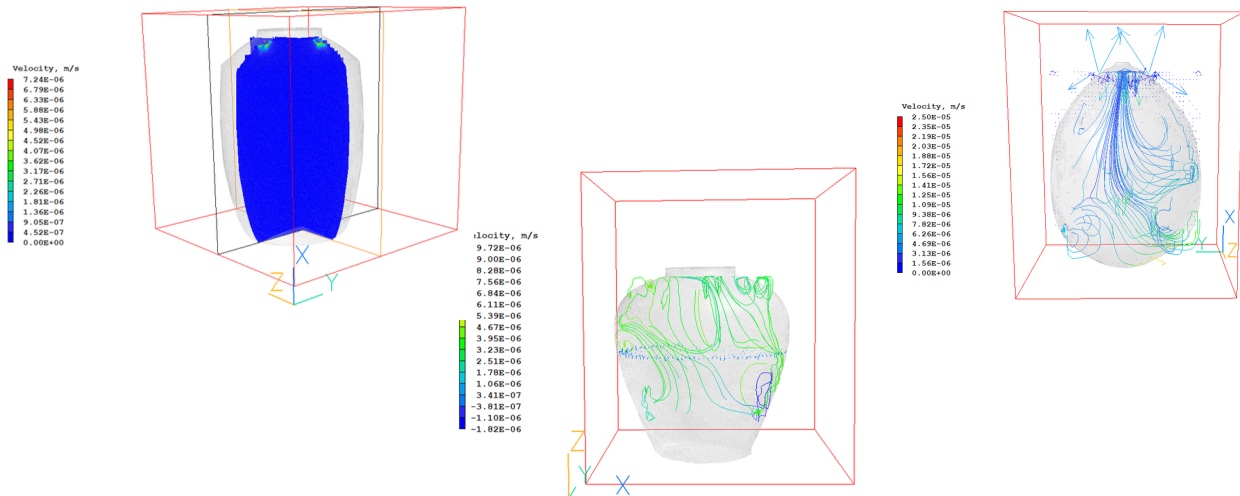 Velocity, m/s
7.24E-06
6.79E-06
6.33E-06
5.88E-06
5.43E-06
4.98E-06
4.52E-06
4.07E-06
3.62E-06
3.17E-06
2.71E-06
2.26E-06
1.81E-06
1.36E-06
9.05E-07
4.52E-07
0.00E+00
X
Z
Y
locity, m/s
9.72E-06
9.00E-06
8.28E-06
7.56E-06
6.84E-06
6.11E-06
5.39E-06
4.67E-06
3.95E-06
3.23E-06
2.51E-06
1.78E-06
1.06E-06
3.41E-07
-3.81E-07
-1.10E-06
-1.82E-06
Z
Y
X
Velocity, m/s
2.50E-05
2.35E-05
2.19E-05
2.03E-05
1.88E-05
1.72E-05
1.56E-05
1.41E-05
1.25E-05
1.09E-05
9.38E-06
7.82E-06
6.26E-06
4.69E-06
3.13E-06
1.56E-06
0.00E+00
X
Y
Z